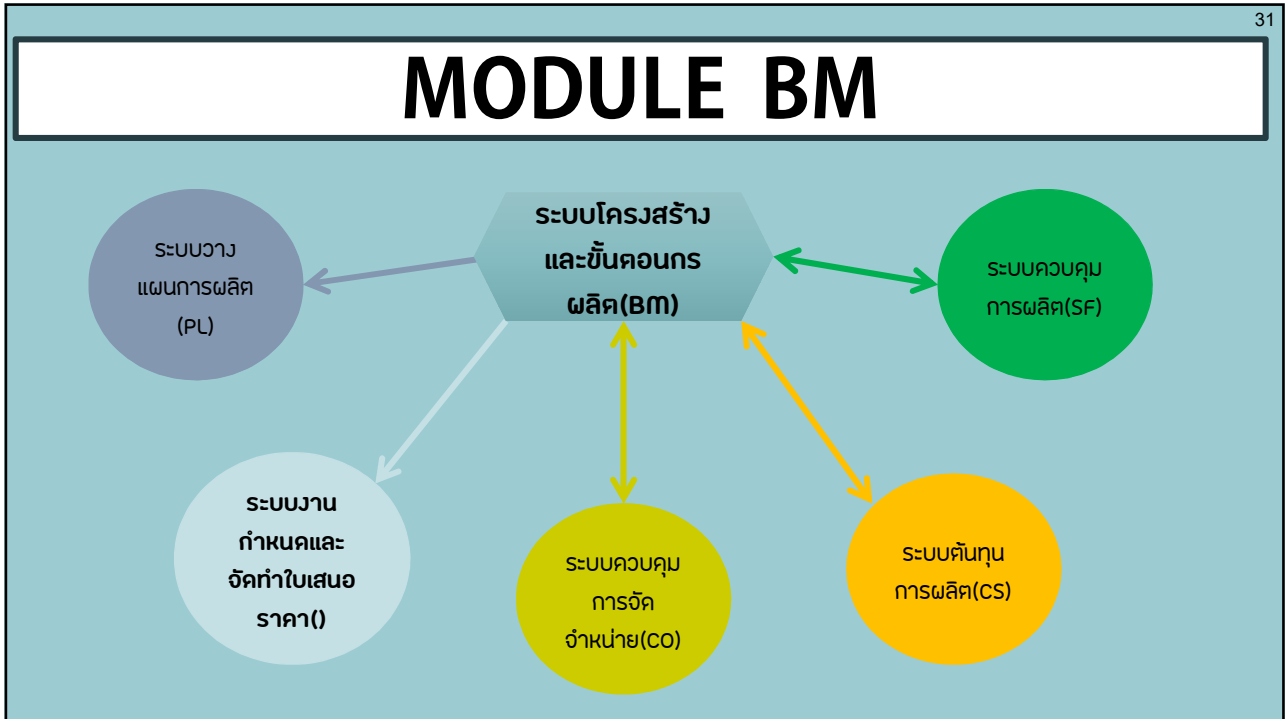 31
MODULE BM
ระบบโครงสร้าง
และขั้นตอนกร
ผลิต(BM)
ระบบวาง
แผนการผลิต
(PL)
ระบบควบคุม
การผลิต(SF)
ระบบงาน
กำหนดและ
จัดทำใบเสนอ
ราคา()
ระบบควบคุม
การจัด
จำหน่าย(CO)
ระบบต้นทุน
การผลิต(CS)